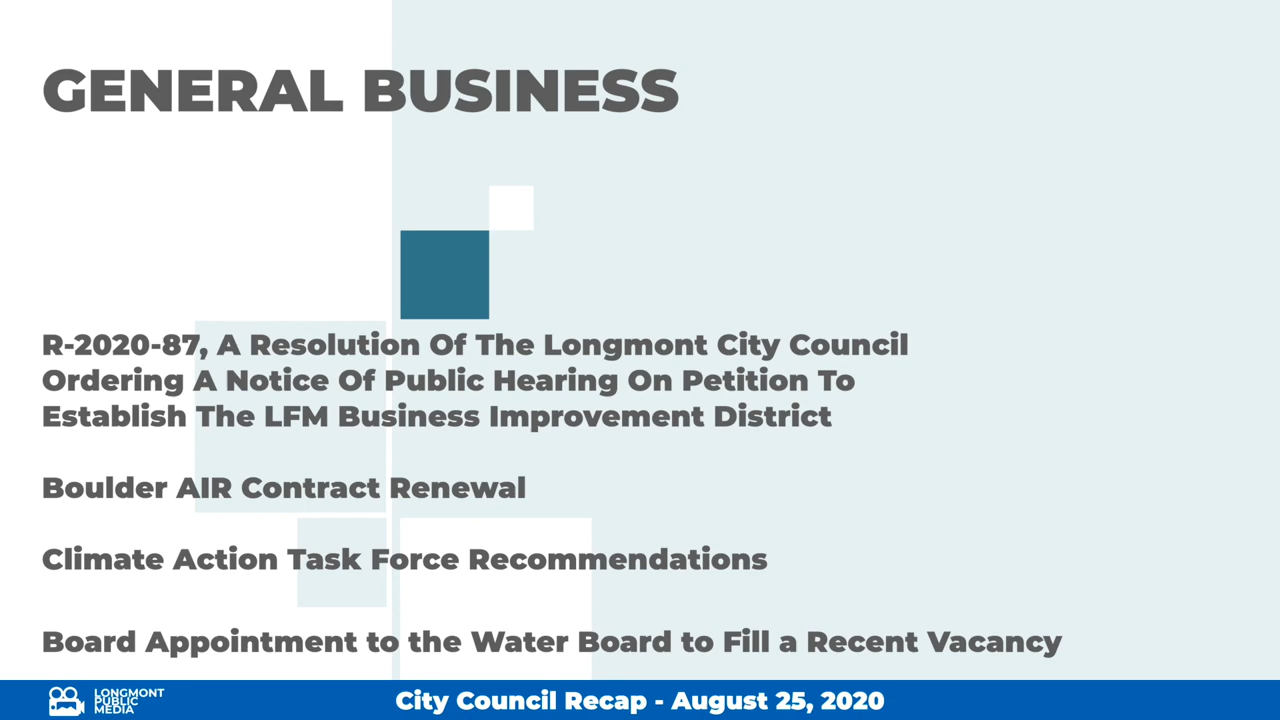 GENERAL BUSINESS
R-2020-87, A Resolution Of The Longmont City Council
Ordering A Notice Of Public Hearing On Petition To
Establish The LFM Business Improvement District
Boulder AIR Contract Renewal
Climate Action Task Force Recommendations
Board Appointment to the Water Board to Fill a Recent Vacancy
LONGMONT
PUBLIC
MEDIA
City Council Recap - August 25, 2020